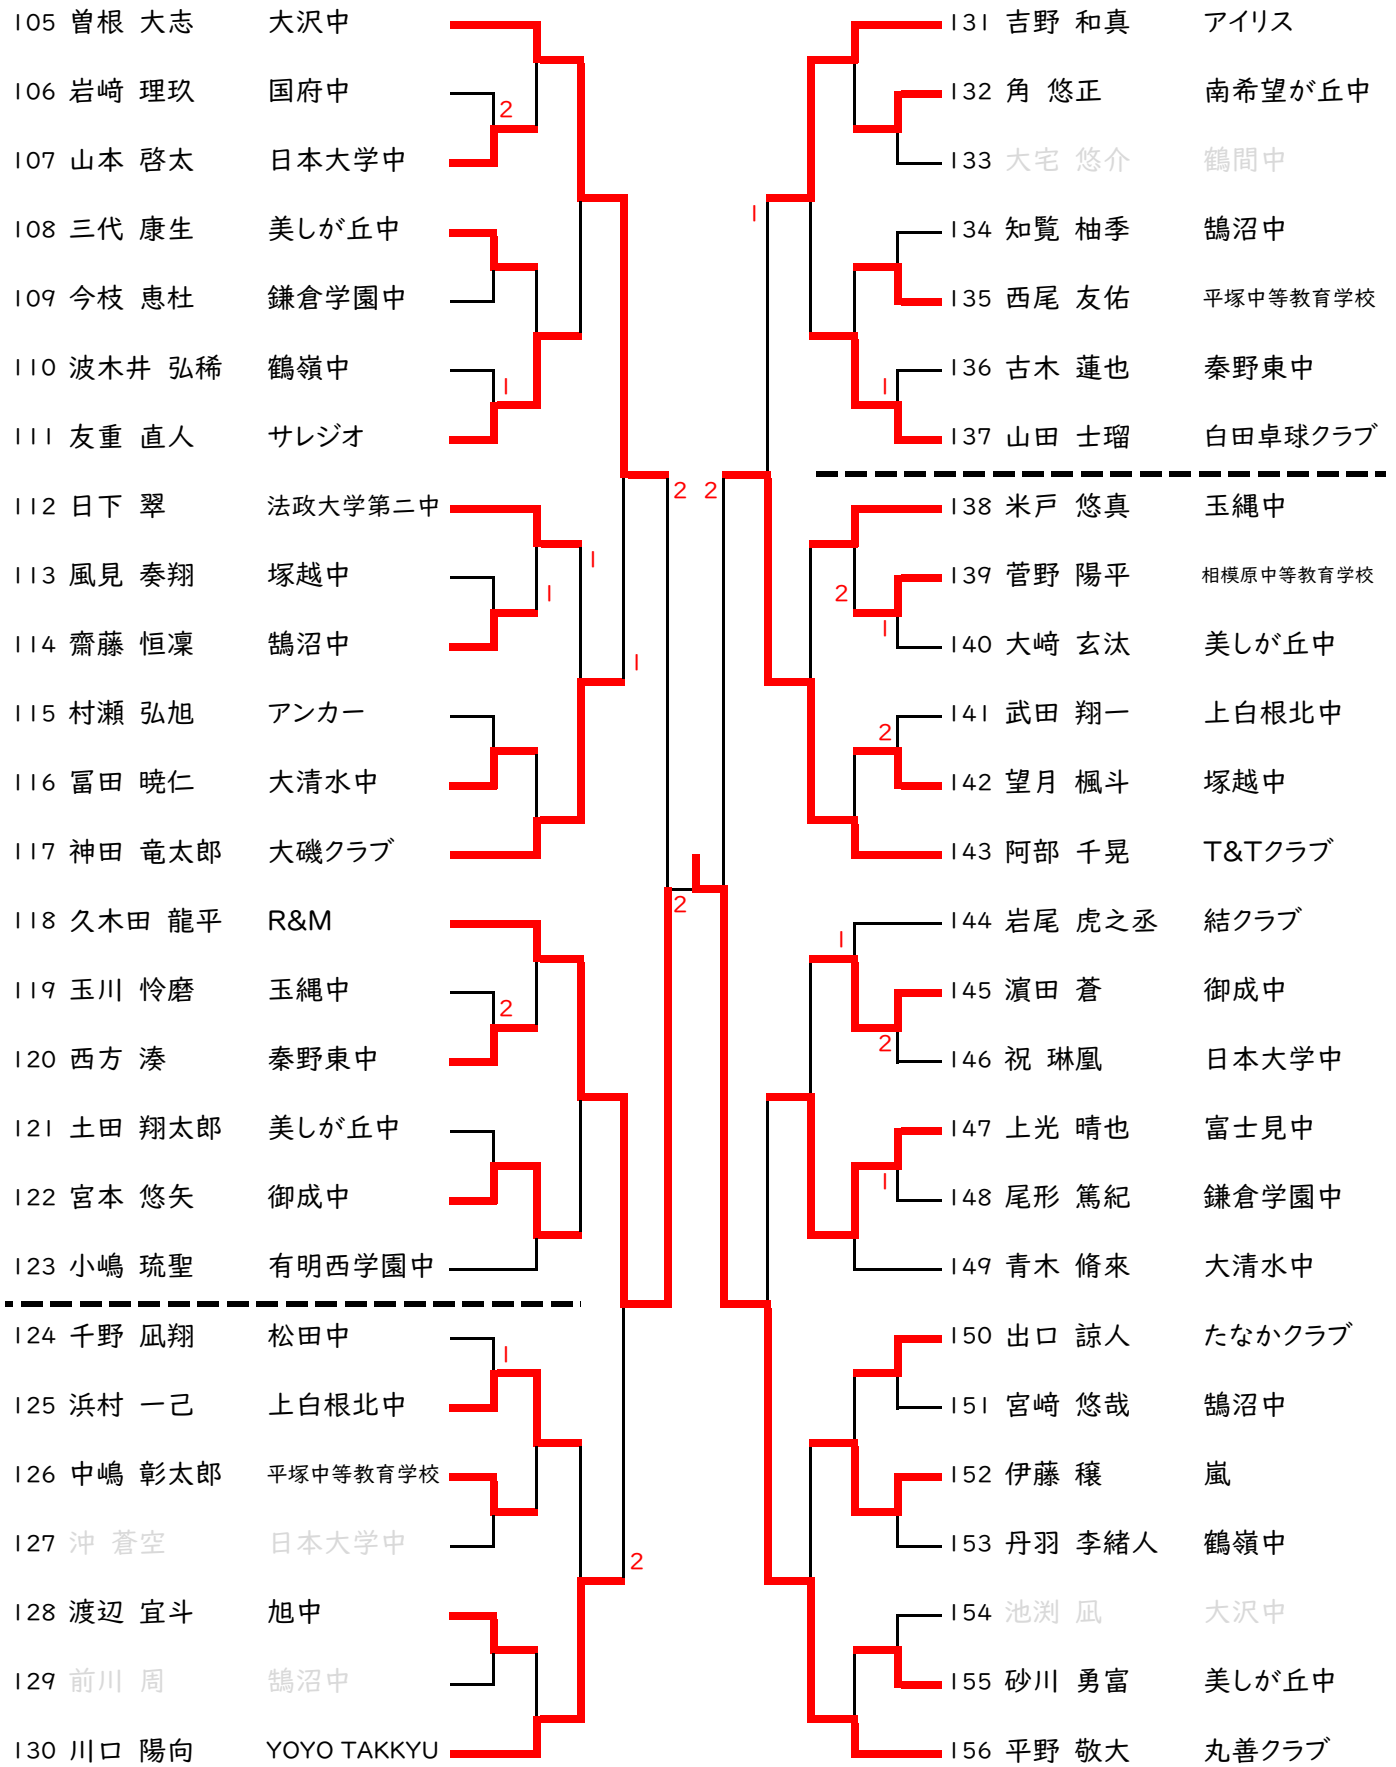 105 曽根 大志 大沢中
106 岩﨑 理玖 国府中
2
107 山本 啓太 日本大学中
108 三代 康生 美しが丘中
109 今枝 恵杜 鎌倉学園中
110 波木井 弘稀 鶴嶺中
1
111 友重 直人 サレジオ
2
112 日下 翠 法政大学第二中
1
113 風見 奏翔 塚越中
1
114 齋藤 恒凜 鵠沼中
1
115 村瀬 弘旭 アンカー
116 冨田 暁仁 大清水中
117 神田 竜太郎 大磯クラブ
2
118 久木田 龍平 R&M
119 玉川 怜磨 玉縄中
2
120 西方 湊 秦野東中
121 土田 翔太郎 美しが丘中
122 宮本 悠矢 御成中
123 小嶋 琉聖 有明西学園中
124 千野 凪翔 松田中
1
125 浜村 一己 上白根北中
126 中嶋 彰太郎 平塚中等教育学校
127 沖 蒼空 日本大学中
2
128 渡辺 宜斗 旭中
129 前川 周 鵠沼中
130 川口 陽向 YOYO TAKKYU
131 吉野 和真 アイリス
132 角 悠正 南希望が丘中
133 大宅 悠介 鶴間中
1
134 知覧 柚季 鵠沼中
135 西尾 友佑 平塚中等教育学校
136 古木 蓮也 秦野東中
1
137 山田 士瑠 白田卓球クラブ
2
138 米戸 悠真 玉縄中
139 菅野 陽平 相模原中等教育学校
2
1
140 大﨑 玄汰 美しが丘中
141 武田 翔一 上白根北中
2
142 望月 楓斗 塚越中
143 阿部 千晃 T&Tクラブ
144 岩尾 虎之丞 結クラブ
1
145 濵田 蒼 御成中
2
146 祝 琳凰 日本大学中
147 上光 晴也 富士見中
1
148 尾形 篤紀 鎌倉学園中
149 青木 脩來 大清水中
150 出口 諒人 たなかクラブ
151 宮﨑 悠哉 鵠沼中
152 伊藤 穣 嵐
153 丹羽 李緒人 鶴嶺中
154 池渕 凪 大沢中
155 砂川 勇富 美しが丘中
156 平野 敬大 丸善クラブ